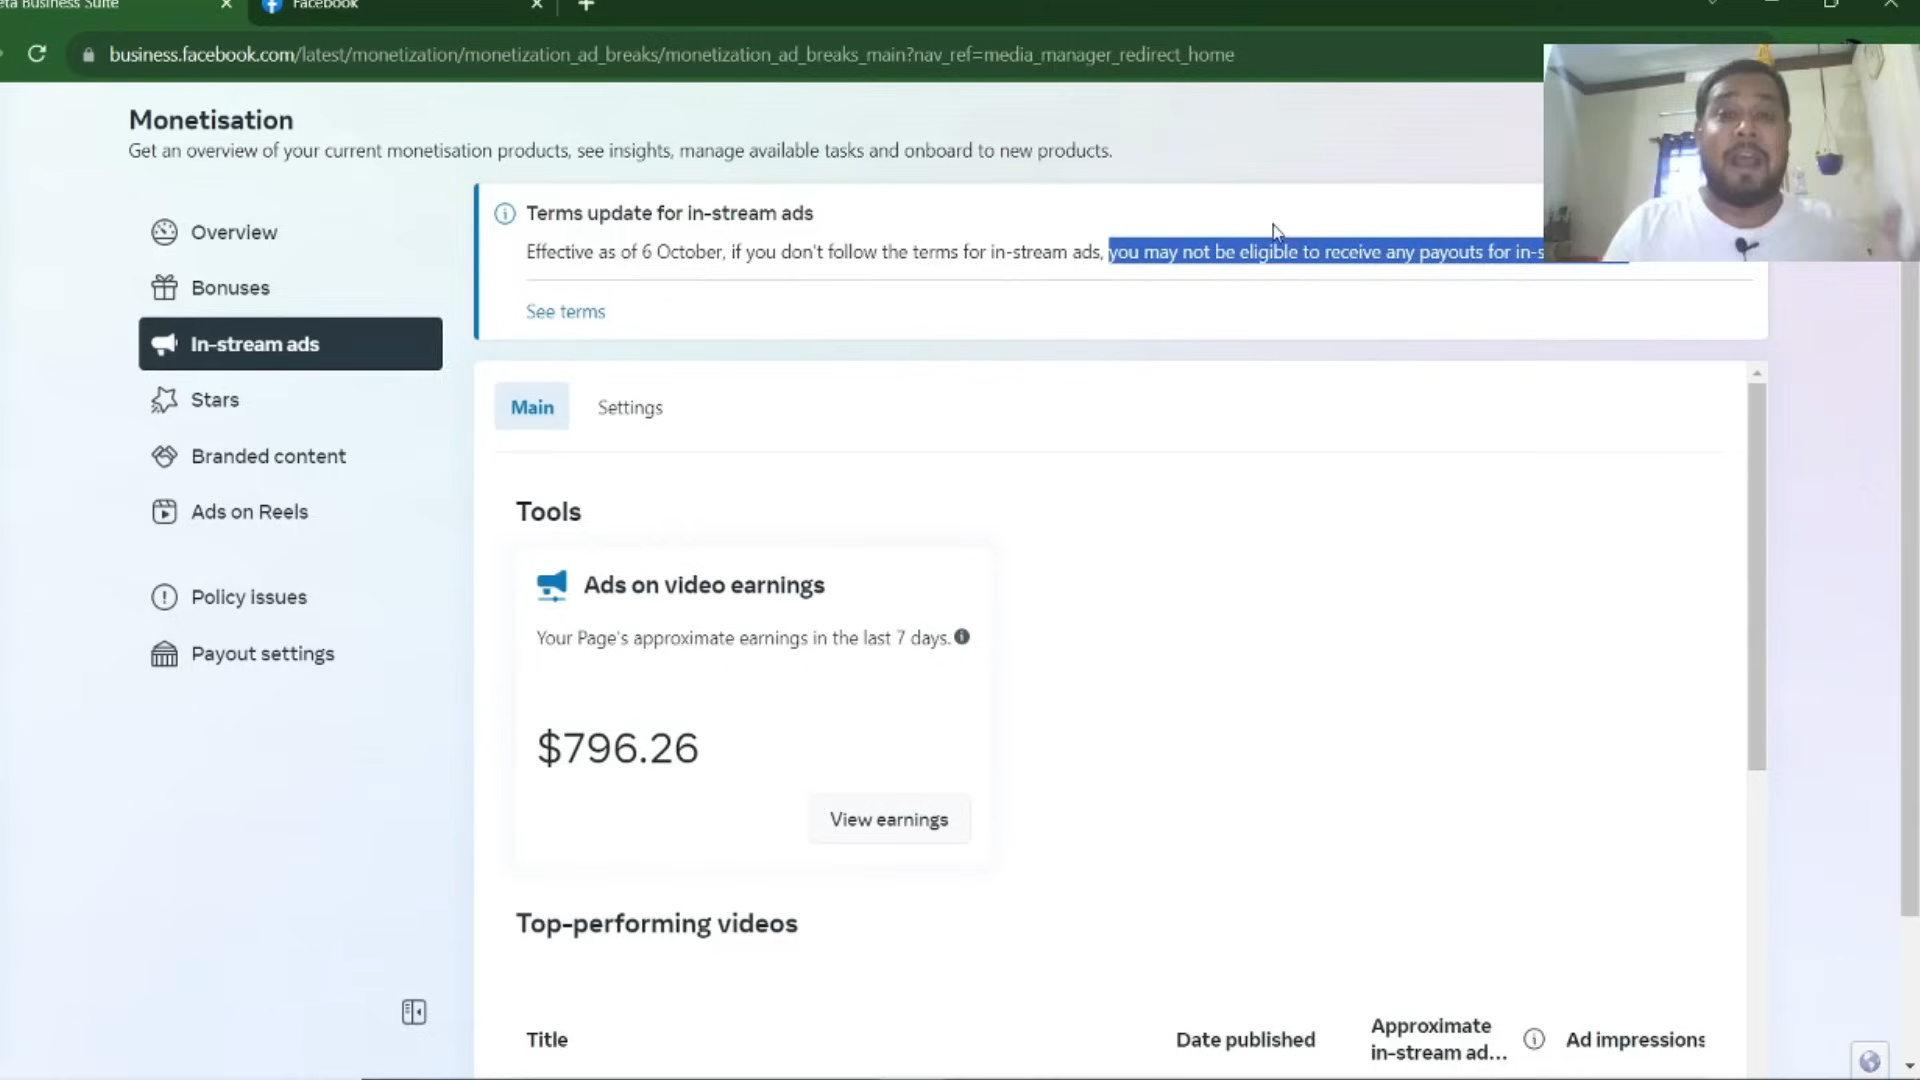 eta Business Suite
Facebook
business.facebook.com/latest/monetization/monetization_ad_breaks/monetization_ad_breaks_main?nav_ref=media_manager_redirect_home
Monetisation
Get an overview of your current monetisation products, see insights, manage available tasks and onboard to new products.
Overview
Bonuses
In-stream ads
Stars
Branded content
Ads on Reels
Policy issues
Payout settings
Terms update for in-stream ads
Effective as of 6 October, if you don't follow the terms for in-stream ads, you may not be eligible to receive any payouts for in-s
See terms
Main
Settings
Tools
Ads on video earnings
Your Page's approximate earnings in the last 7 days.
$796.26
View earnings
Top-performing videos
Title
Date published
Approximate
in-stream ad...
Ad impressions